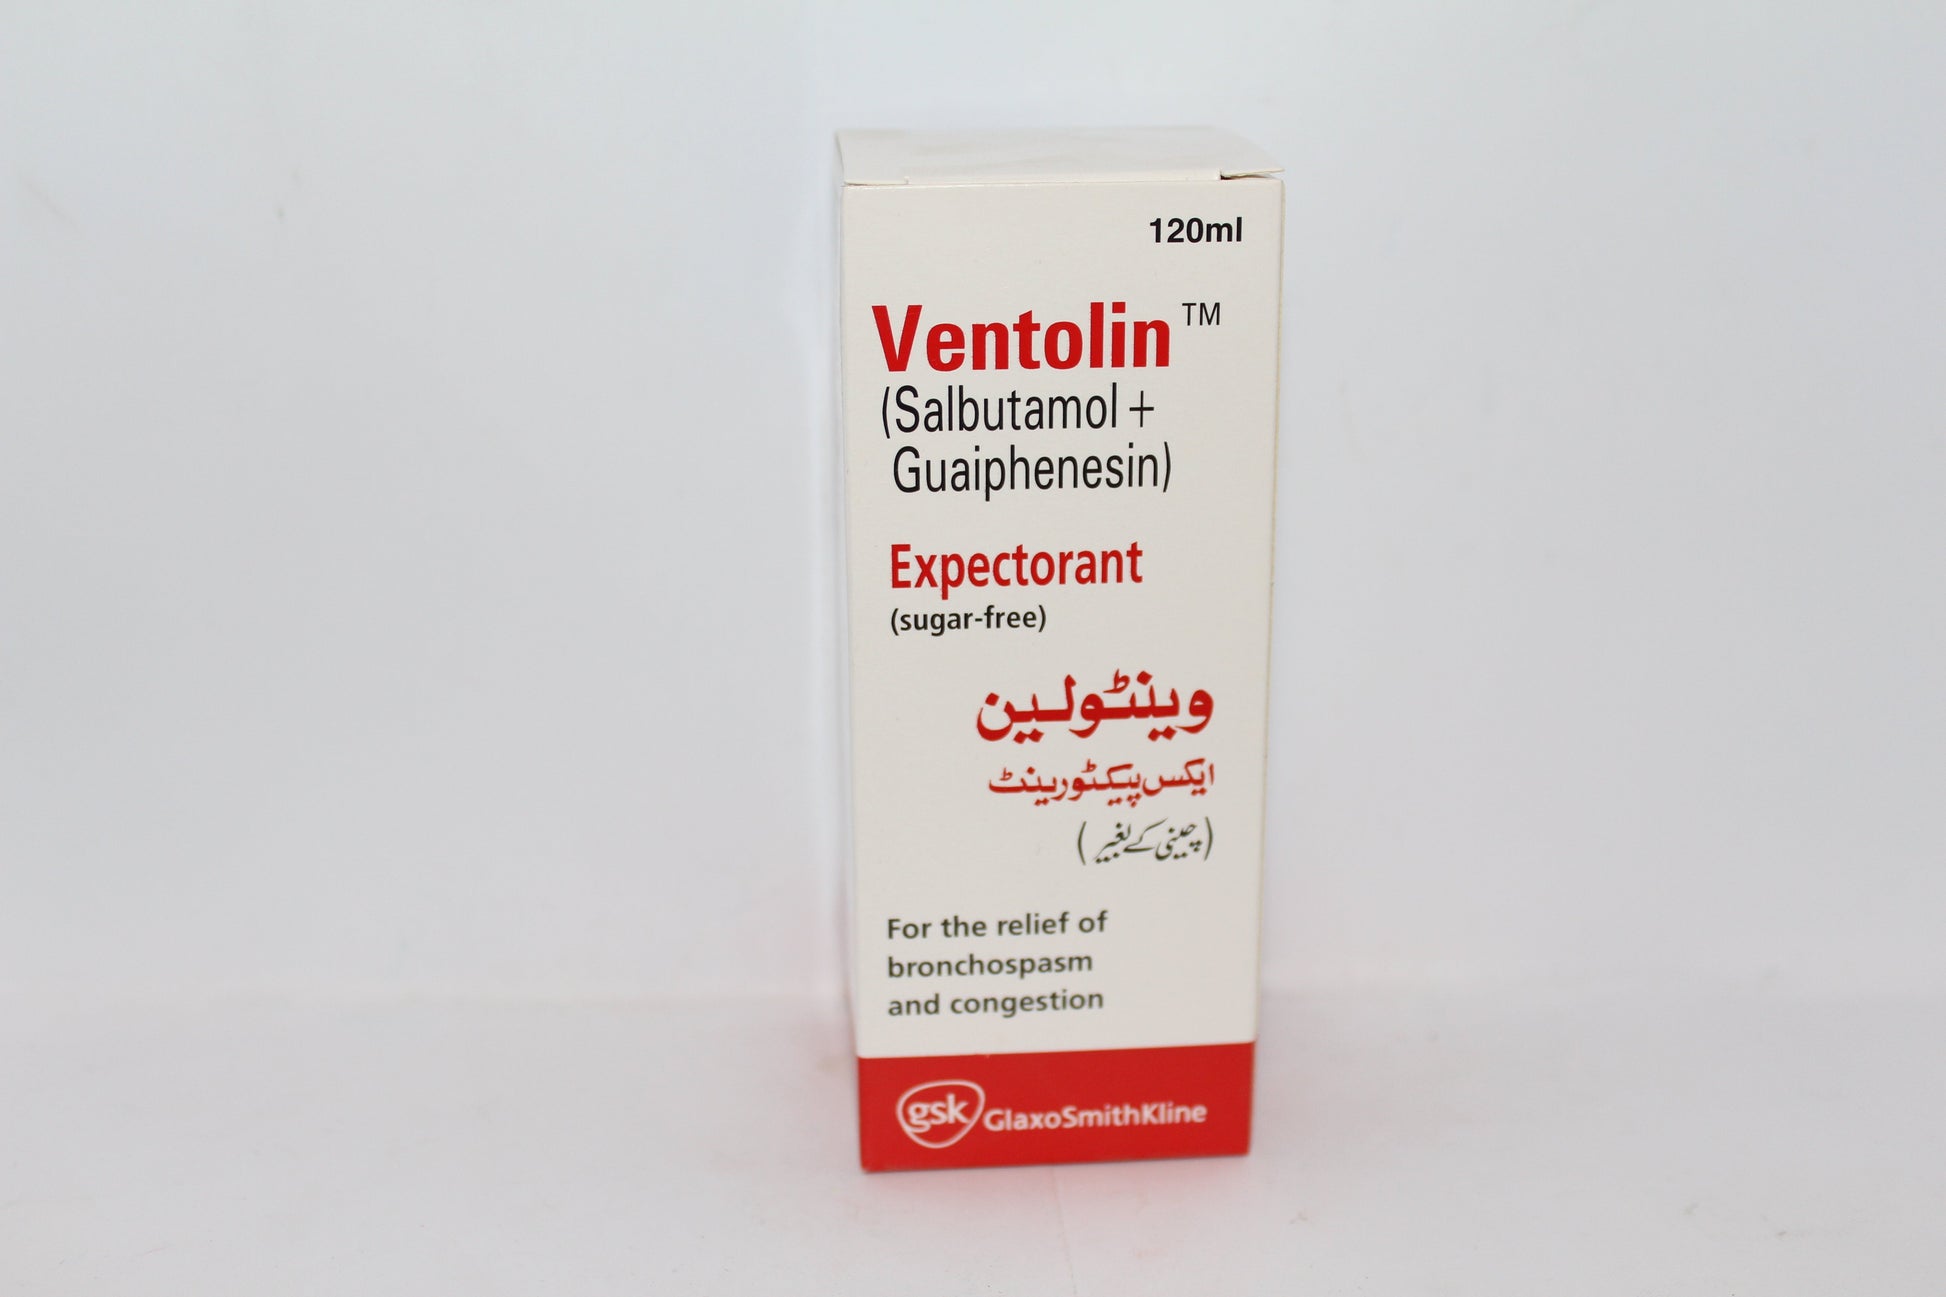 120ml
Ventolin™
(Salbutamol +
Guaiphenesin)
Expectorant
(sugar-free)
وینٹولین
ایکس پیکٹورینٹ
(چینی کے بغیر)
For the relief of
bronchospasm
and congestion
gsk GlaxoSmithKline